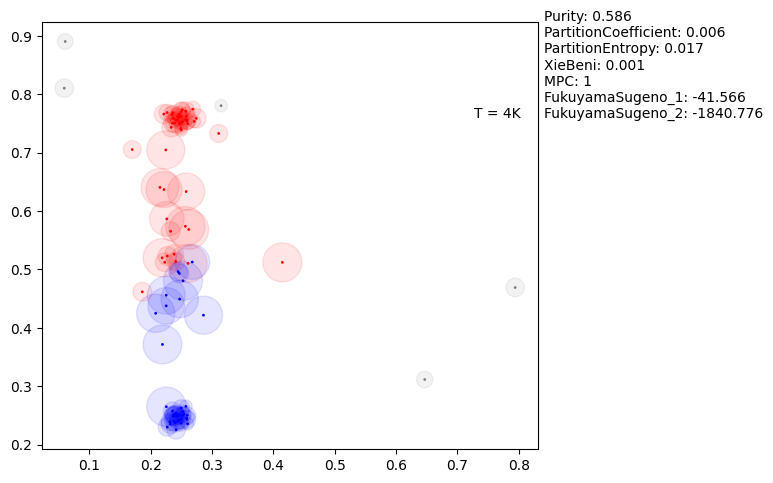 Purity: 0.586
PartitionCoefficient: 0.006
PartitionEntropy: 0.017
XieBeni: 0.001
MPC: 1
FukuyamaSugeno_1: -41.566
FukuyamaSugeno_2: -1840.776
T = 4K
0.9
0.8
0.7
0.6
0.5
0.4
0.3
0.2
0.1
0.2
0.3
0.4
0.5
0.6
0.7
0.8